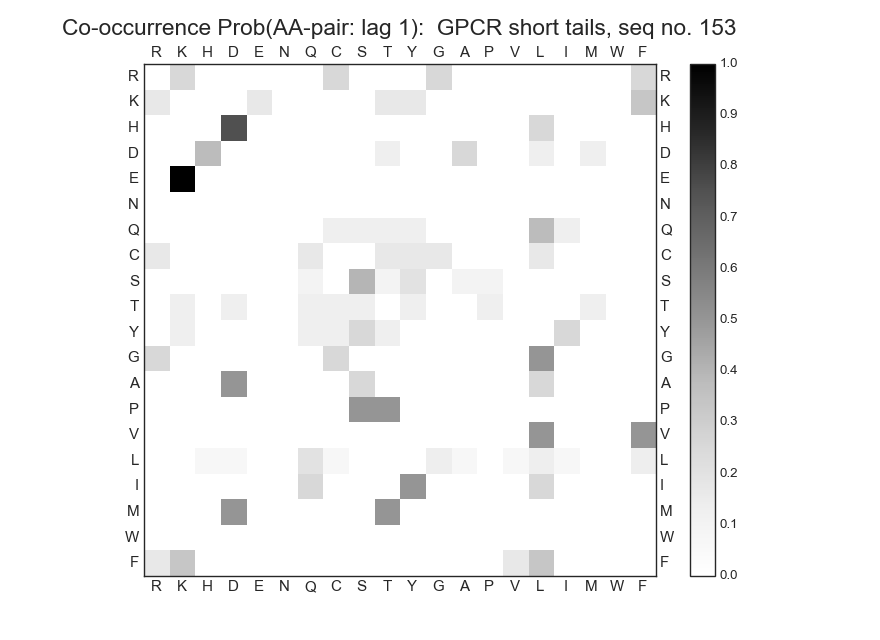 Co-occurrence Prob(AA-pair: lag 1):  GPCR short tails, seq no. 153
R K H D E N Q C S T Y G A P V L I M W F
R R 1.0
K K
0.9
H H
D D 0.8
E E
0.7
N N
Q Q 0.6
C C
S S
T T 0.5
Y Y
G G 0.4
A A
P P 0.3
V V
L L 0.2
I I
M M 0.1
W W
F F 0.0
R K H D E N Q C S T Y G A P V L I M W F